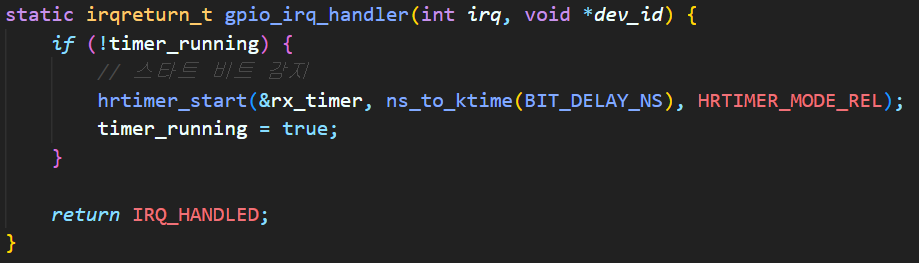 static irqreturn_t gpio_irq_handler(int irq, void *dev_id) {
    if (!timer_running) {
        // 스타트 비트 감지
        hrtimer_start(&rx_timer, ns_to_ktime(BIT_DELAY_NS), HRTIMER_MODE_REL);
        timer_running = true;
    }

    return IRQ_HANDLED;
}